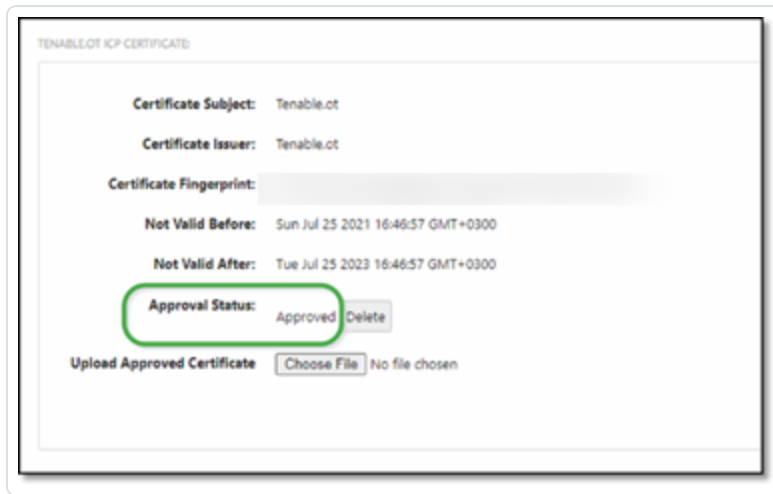 TENABLE.OT ICP CERTIFICATE:
Certificate Subject: Tenable.ot
Certificate Issuer: Tenable.ot
Certificate Fingerprint:
Not Valid Before: Sun Jul 25 2021 16:46:57 GMT+0300
Not Valid After: Tue Jul 25 2023 16:46:57 GMT+0300
Approval Status: Approved Delete
Upload Approved Certificate Choose File No file chosen